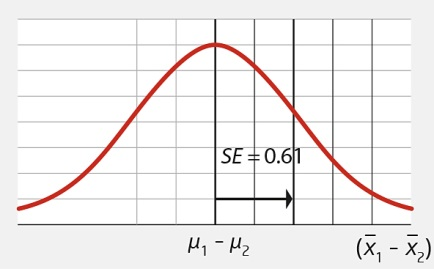 SE = 0.61
μ₁ - μ₂
(x̄₁ - x̄₂)